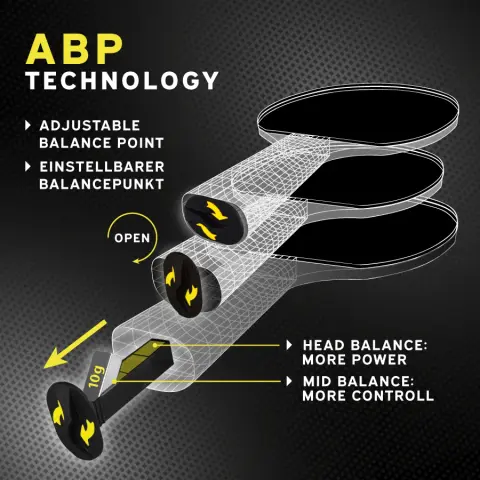 ABP
TECHNOLOGY
ADJUSTABLE
BALANCE POINT
EINSTELLBARER
BALANCEPUNKT
OPEN
10g
HEAD BALANCE:
MORE POWER
MID BALANCE:
MORE CONTROLL